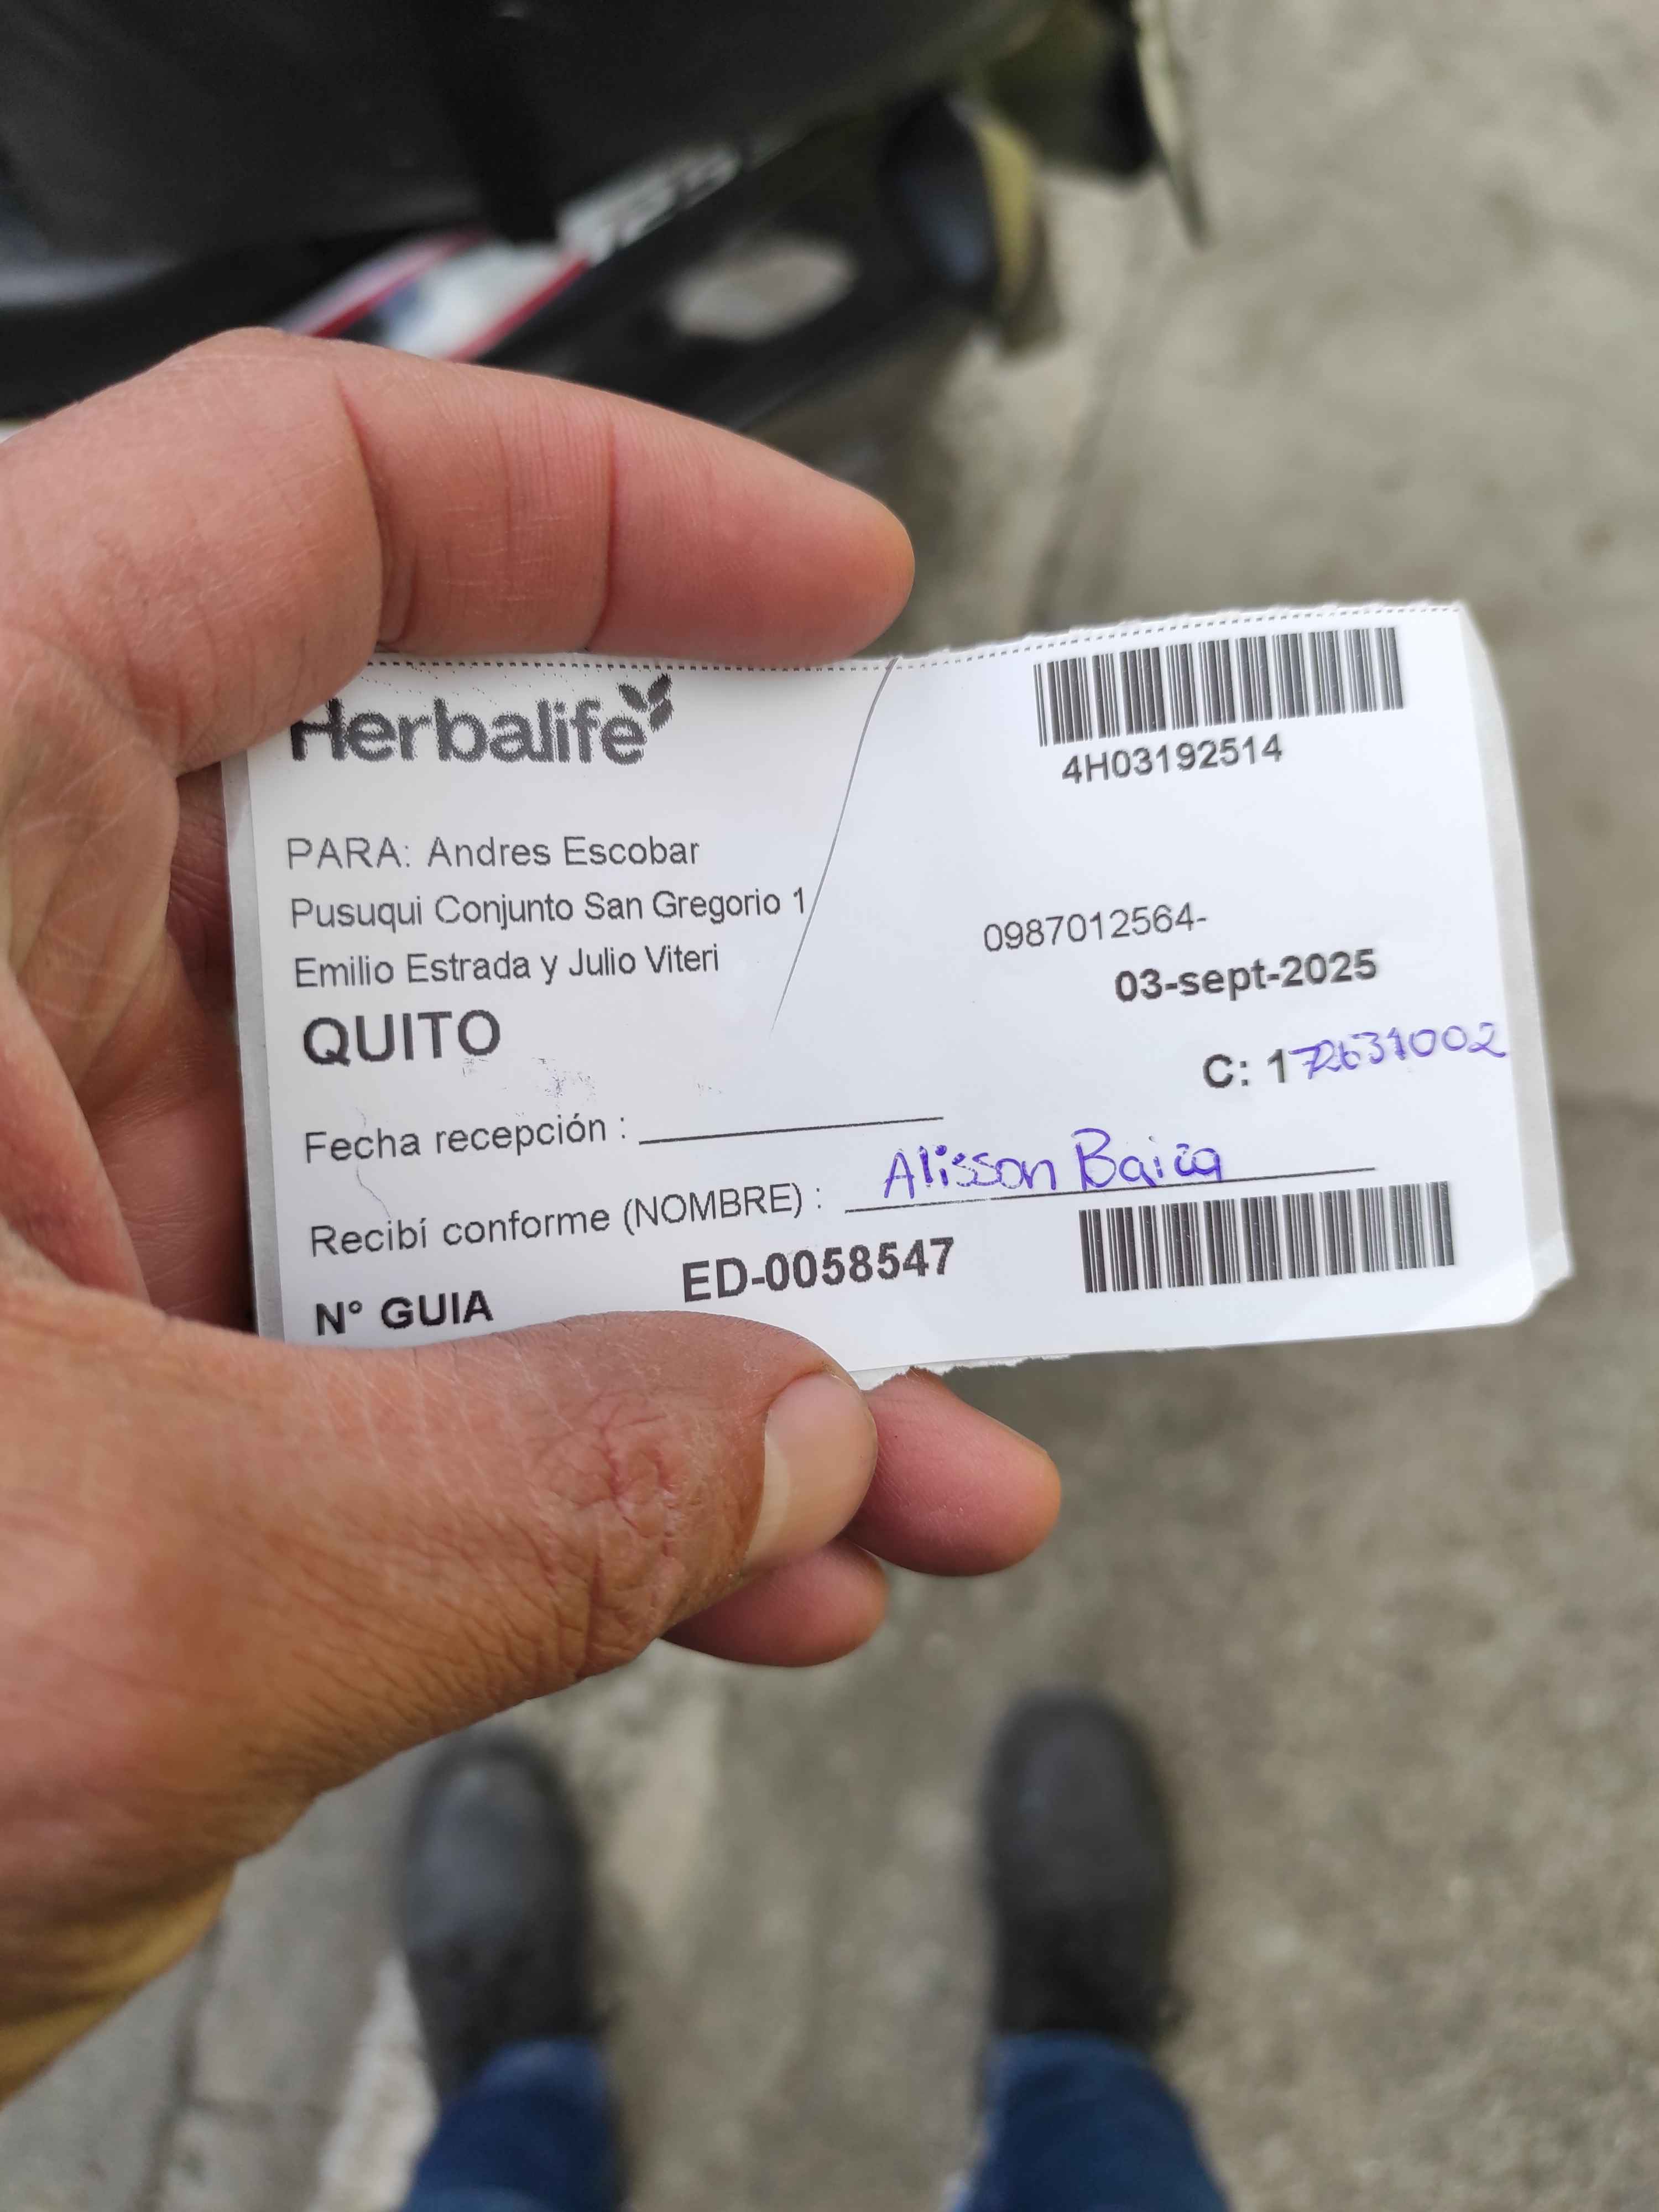 Herbalife
4H03192514
PARA: Andres Escobar
Pusuqui Conjunto San Gregorio 1
0987012564-
Emilio Estrada y Julio Viteri
03-sept-2025
QUITO
C: 172631002
Fecha recepción :
Recibí conforme (NOMBRE) : Alisson Baiza
N° GUIA ED-0058547